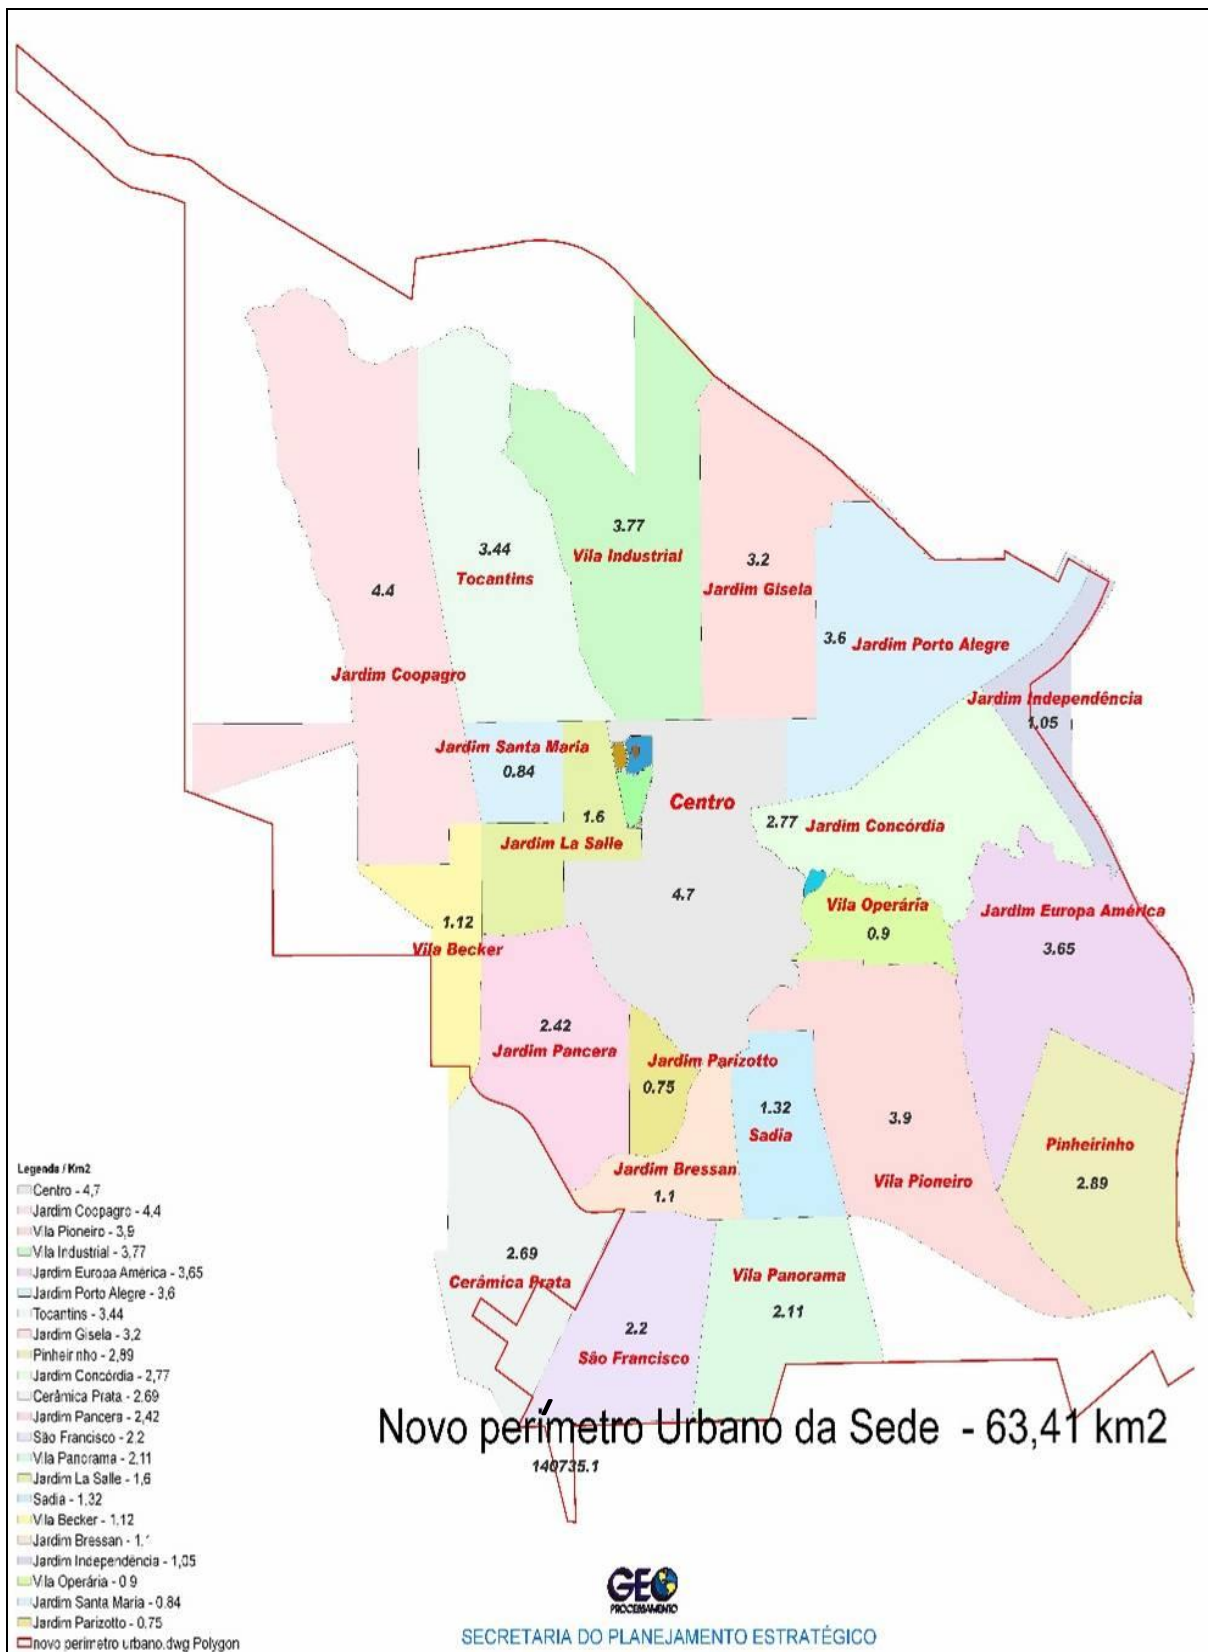 3.77
Vila Industrial
3.44
Tocantins
3.2
Jardim Gisela
4.4
3.6
Jardim Porto Alegre
Jardim Coopagro
Jardim Independência
1,05
Jardim Santa Maria
0.84
Centro
1.6
2.77
Jardim Concórdia
Jardim La Salle
4.7
Vila Operária
0.9
Jardim Europa América
3.65
1.12
Vila Becker
2.42
Jardim Pancera
Jardim Parizotto
0.75
1.32
Sadia
3.9
Vila Pioneiro
Pinheirinho
2.89
Jardim Bressan
1.1
2.69
Cerâmica Prata
Vila Panorama
2.11
2.2
São Francisco
Novo perímetro Urbano da Sede - 63,41 km2
140735.1
Legenda / Km2
Centro - 4,7
Jardim Coopagro - 4,4
Vila Pioneiro - 3,9
Vila Industrial - 3,77
Jardim Europa América - 3,65
Jardim Porto Alegre - 3,6
Tocantins - 3,44
Jardim Gisela - 3,2
Pinheirinho - 2,89
Jardim Concórdia - 2,77
Cerâmica Prata - 2,69
Jardim Pancera - 2,42
São Francisco - 2,2
Vila Panorama - 2,11
Jardim La Salle - 1,6
Sadia - 1,32
Vila Becker - 1,12
Jardim Bressan - 1,1
Jardim Independência - 1,05
Vila Operária - 0 9
Jardim Santa Maria - 0.84
Jardim Parizotto - 0.75
novo perimetro urbano.dwg Polygon
GEO
PROCESSAMENTO
SECRETARIA DO PLANEJAMENTO ESTRATÉGICO